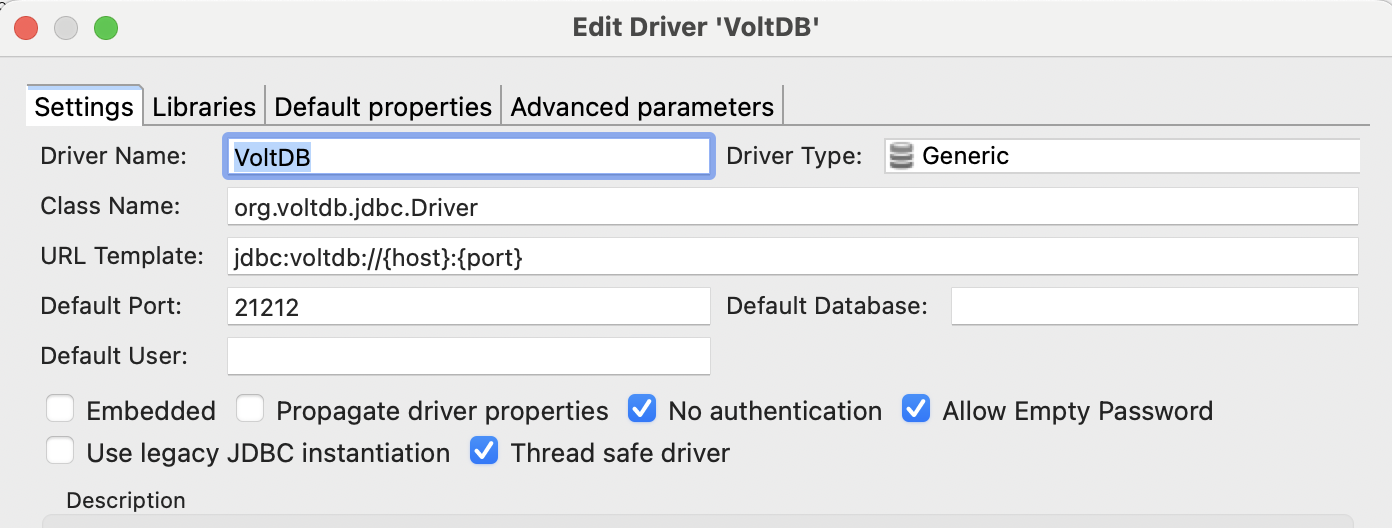 Edit Driver 'VoltDB'
Settings Libraries Default properties Advanced parameters
Driver Name: VoltDB Driver Type: Generic
Class Name: org.voltdb.jdbc.Driver
URL Template: jdbc:voltdb://{host}:{port}
Default Port: 21212 Default Database:
Default User:
Embedded Propagate driver properties No authentication Allow Empty Password
Use legacy JDBC instantiation Thread safe driver
Description